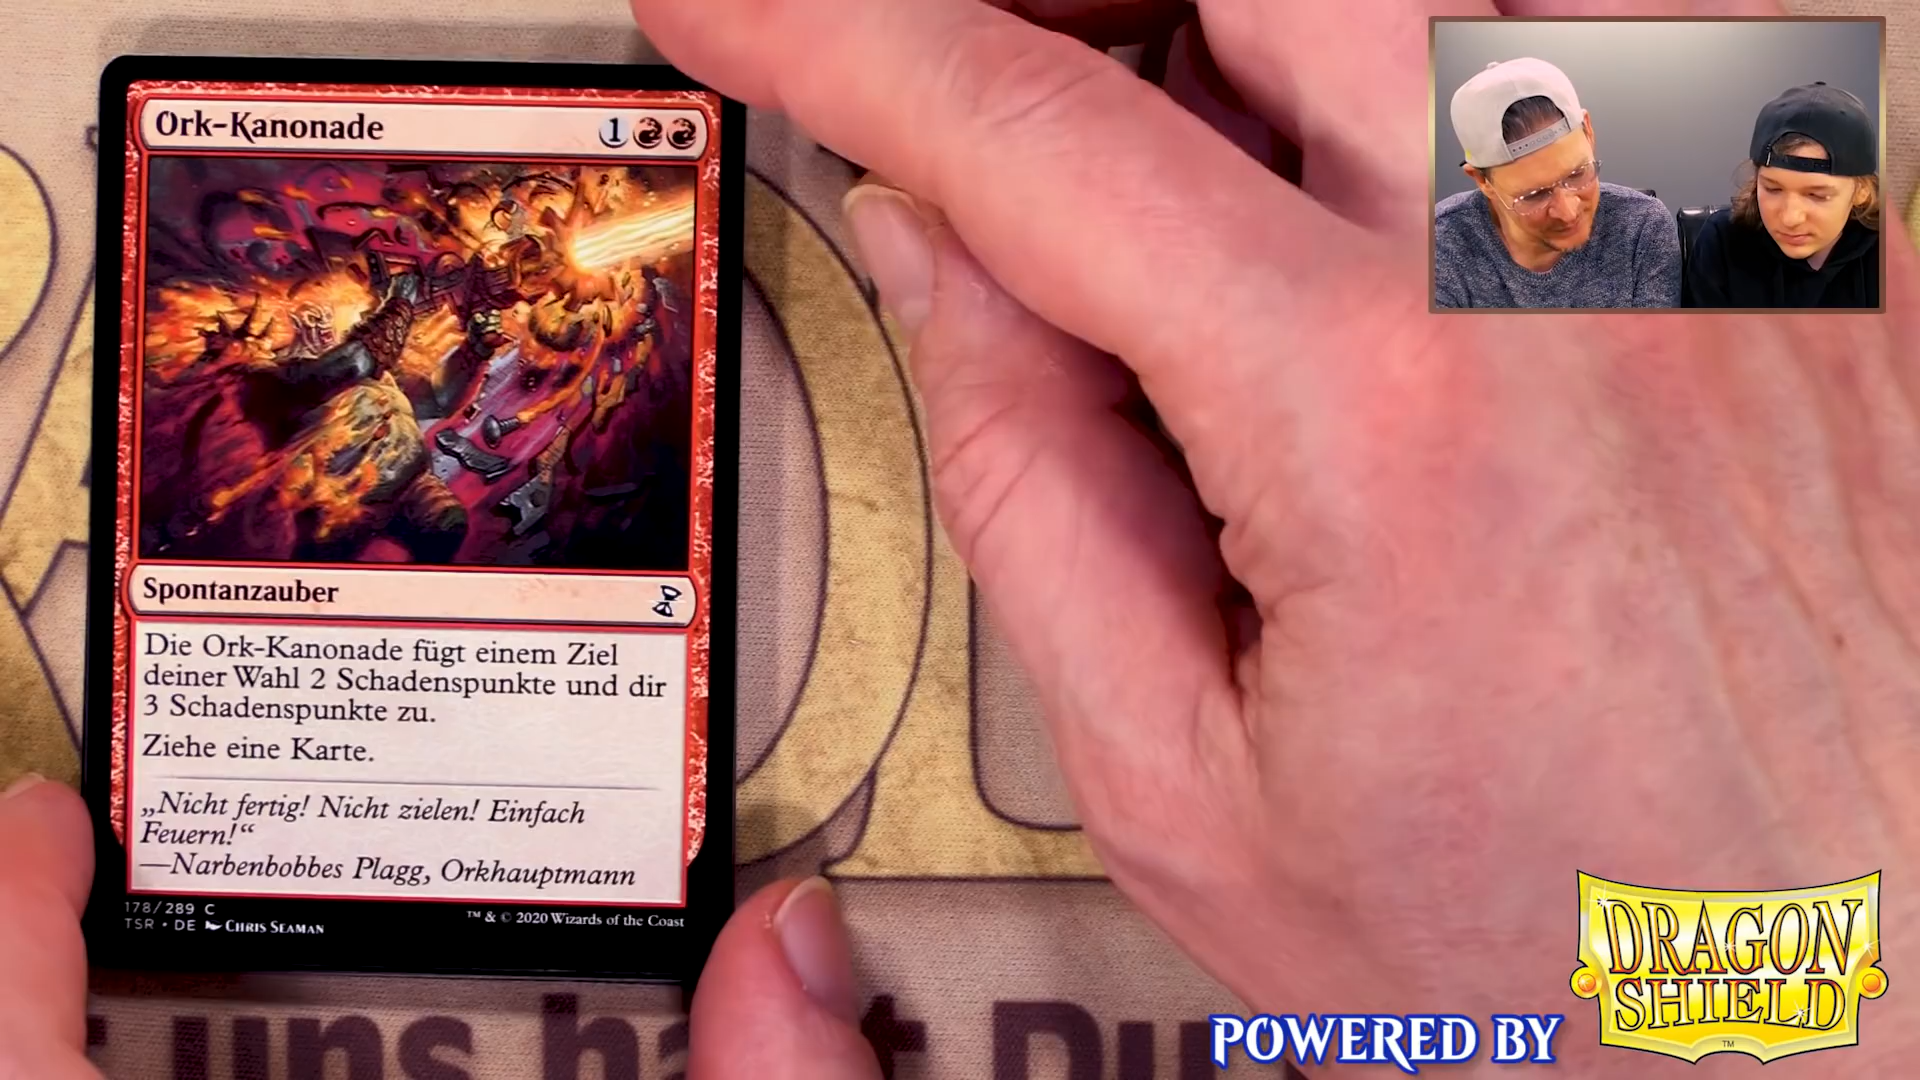 Ork-Kanonade
1
Spontanzauber
Die Ork-Kanonade fügt einem Ziel
deiner Wahl 2 Schadenspunkte und dir
3 Schadenspunkte zu.
Ziehe eine Karte.
„Nicht fertig! Nicht zielen! Einfach
Feuern!“
—Narbenbobbes Plagg, Orkhauptmann
178/289 C
TSR • DE CHRIS SEAMAN
™ & © 2020 Wizards of the Coast
uns
POWERED BY
DRAGON
SHIELD
TM